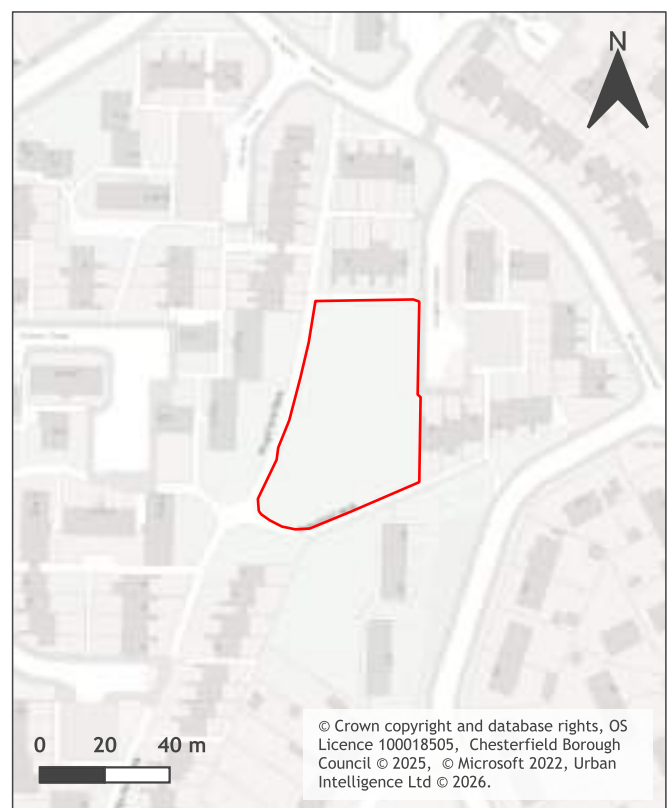 N
0 20 40 m
© Crown copyright and database rights, OS
Licence 100018505, Chesterfield Borough
Council © 2025, © Microsoft 2022, Urban
Intelligence Ltd © 2026.